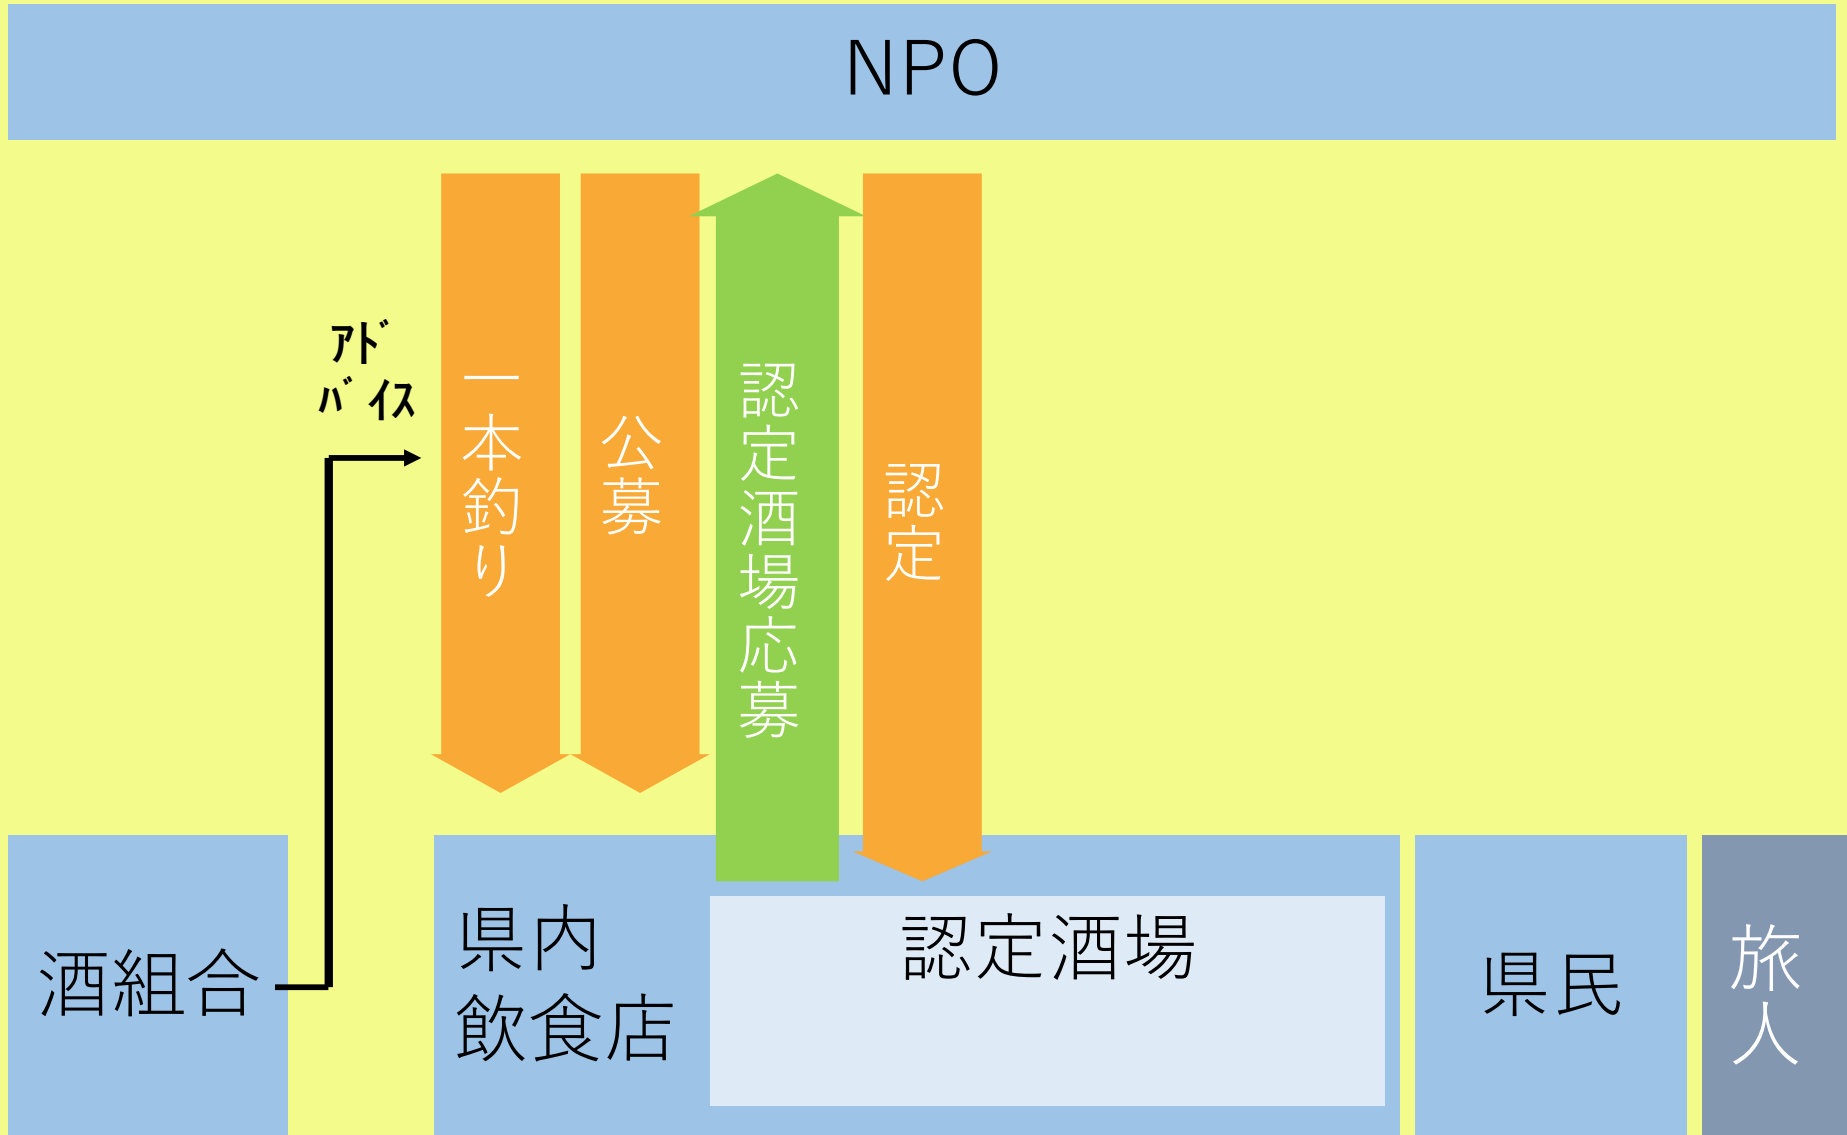 NPO
ｱﾄﾞ
ﾊﾞｲｽ
一本釣り
公募
認定酒場応募
認定
酒組合
県内
飲食店
認定酒場
県民
旅人